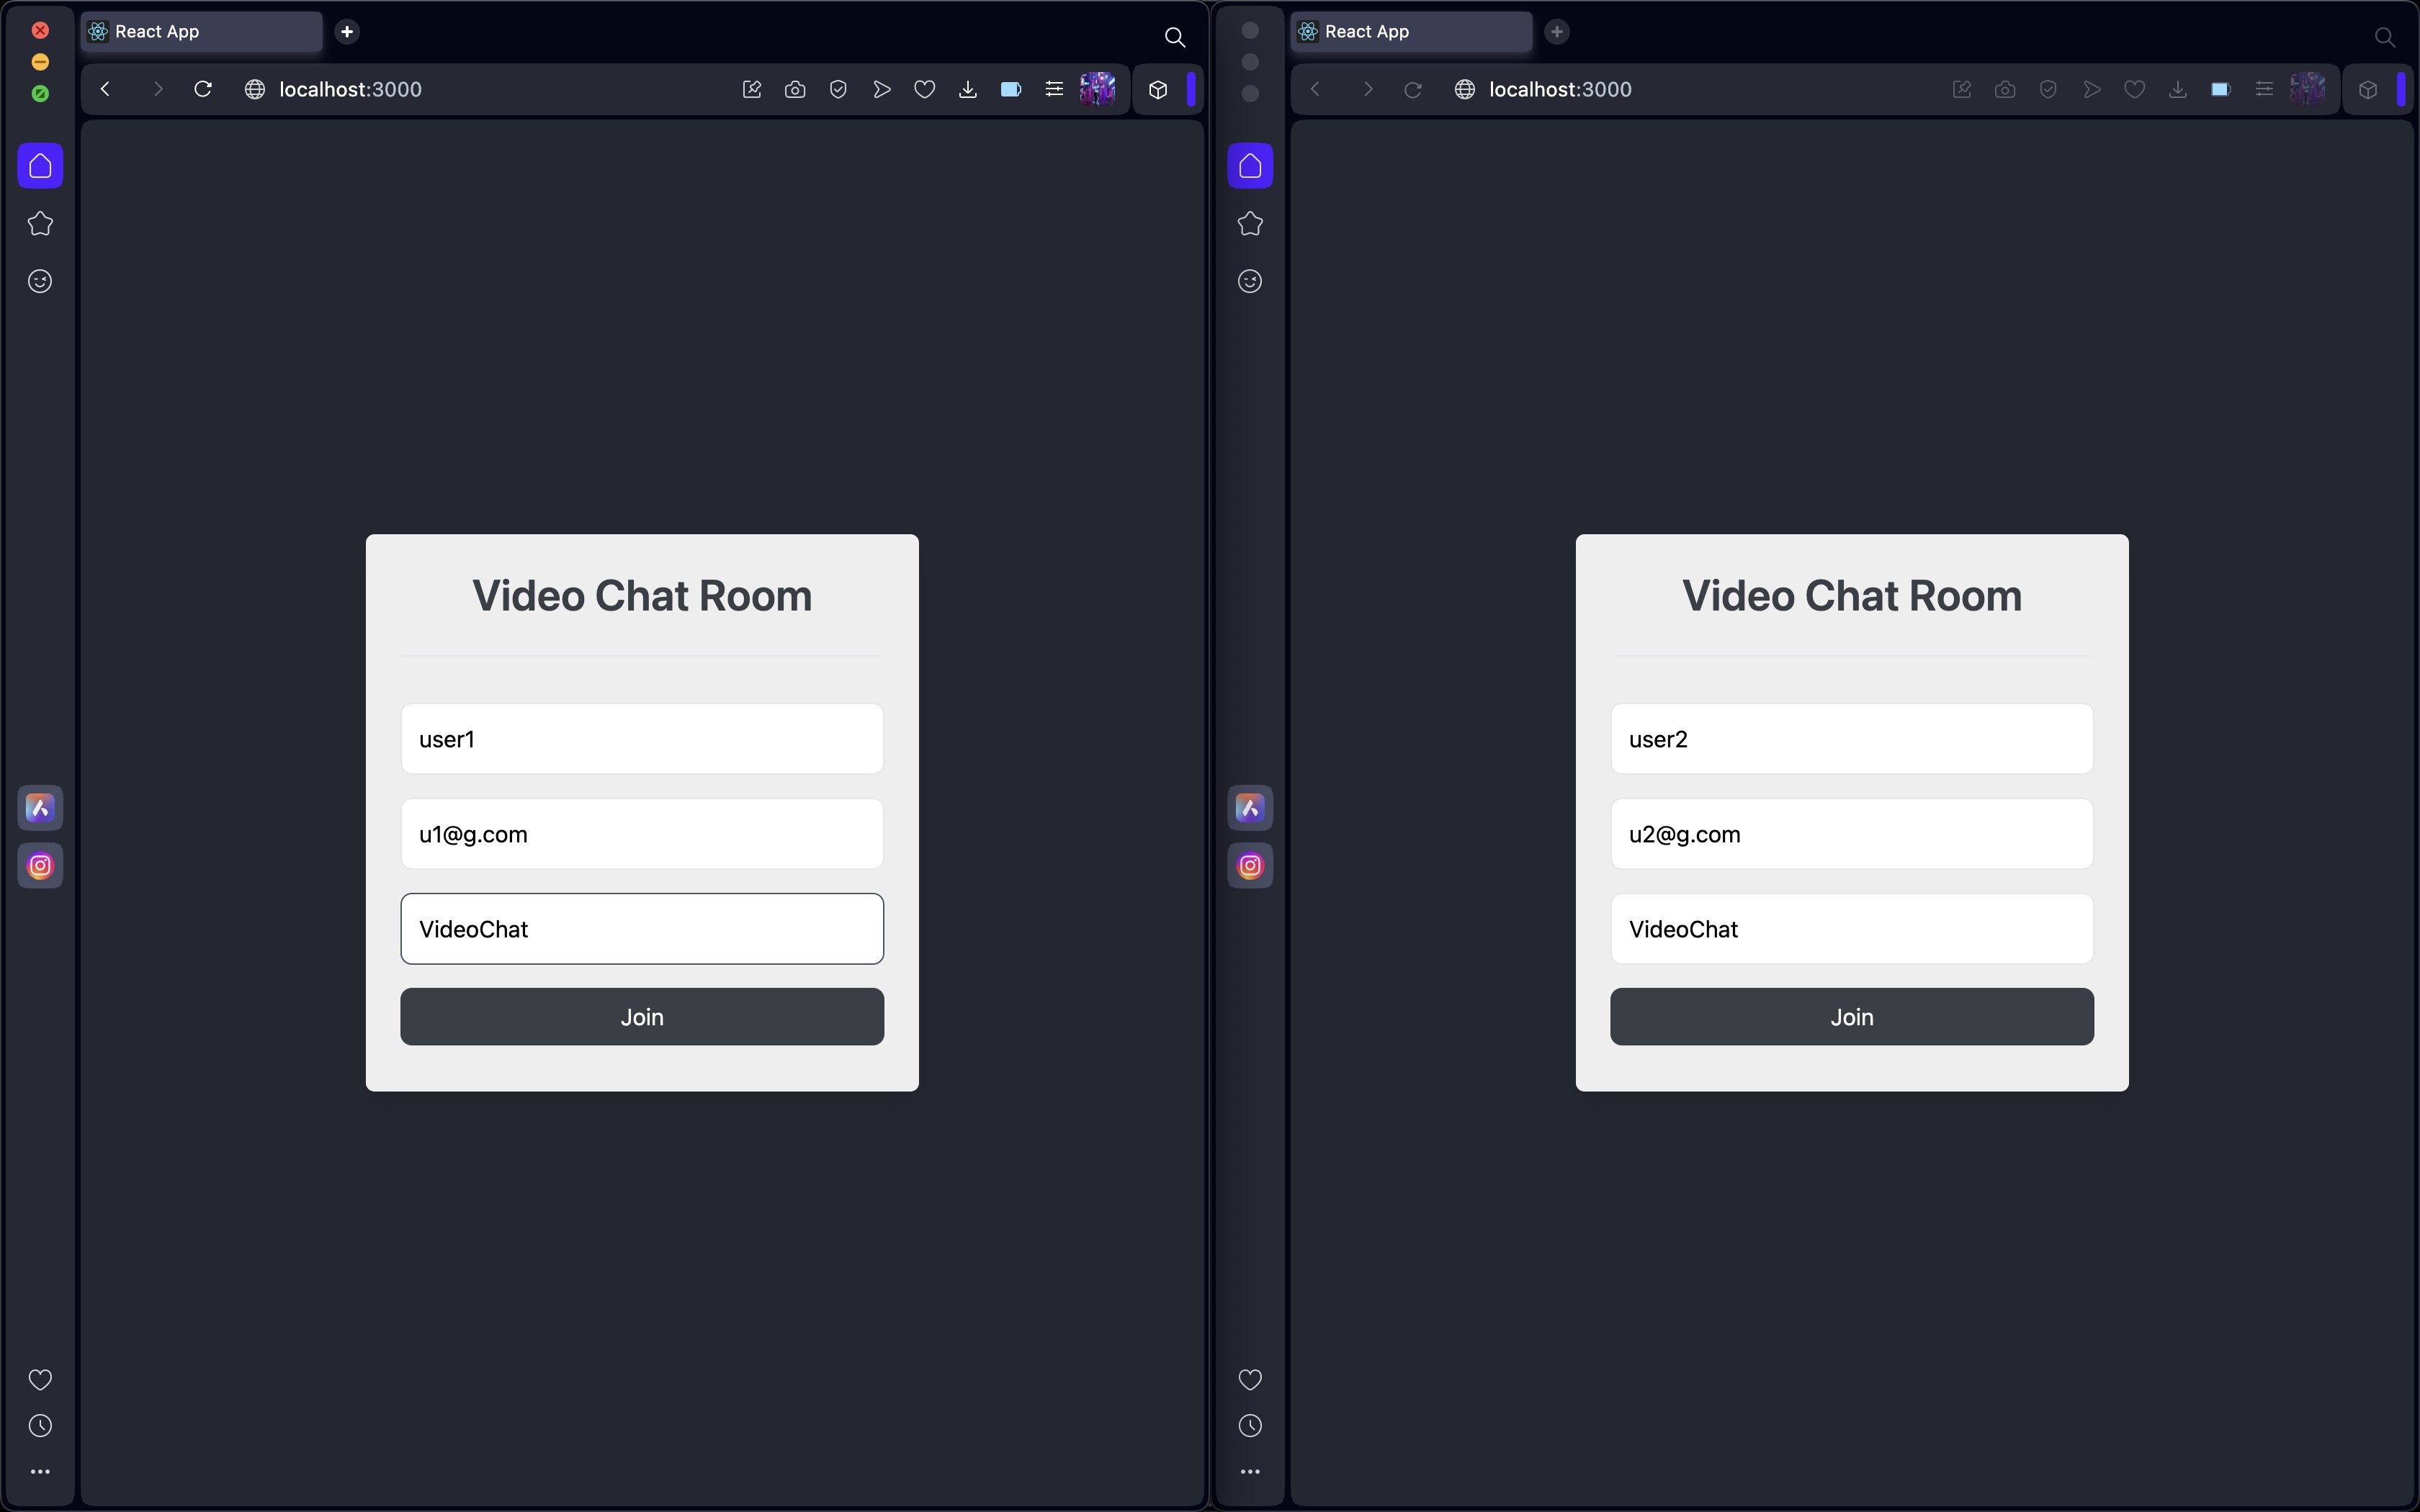 React App
localhost:3000
Video Chat Room
user1
u1@g.com
VideoChat
Join
React App
localhost:3000
Video Chat Room
user2
u2@g.com
VideoChat
Join